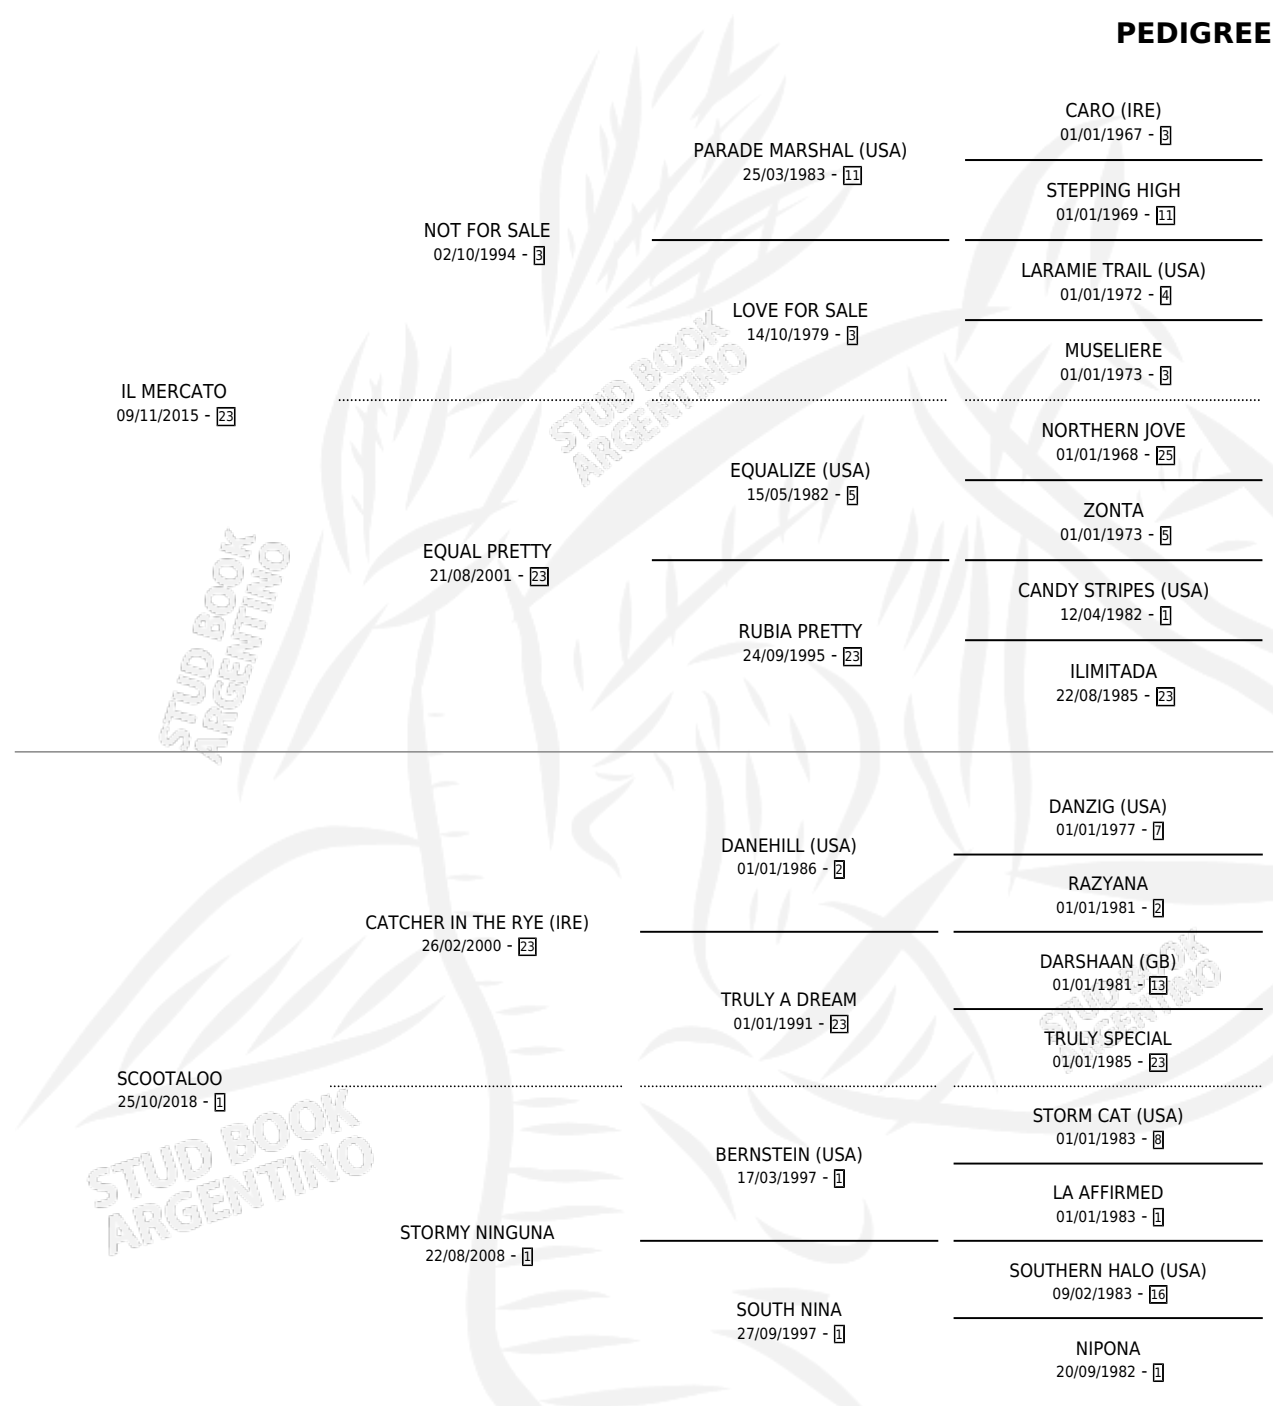 PEDIGREE
CARO (IRE)
01/01/1967 - 3
PARADE MARSHAL (USA)
25/03/1983 - 11
STEPPING HIGH
01/01/1969 - 11
NOT FOR SALE
02/10/1994 - 3
LARAMIE TRAIL (USA)
01/01/1972 - 4
LOVE FOR SALE
14/10/1979 - 3
MUSELIERE
01/01/1973 - 3
IL MERCATO
09/11/2015 - 23
NORTHERN JOVE
01/01/1968 - 25
EQUALIZE (USA)
15/05/1982 - 5
ZONTA
01/01/1973 - 5
EQUAL PRETTY
21/08/2001 - 23
CANDY STRIPES (USA)
12/04/1982 - 1
RUBIA PRETTY
24/09/1995 - 23
ILIMITADA
22/08/1985 - 23
DANZIG (USA)
01/01/1977 - 7
DANEHILL (USA)
01/01/1986 - 2
RAZYANA
01/01/1981 - 2
CATCHER IN THE RYE (IRE)
26/02/2000 - 23
DARSHAAN (GB)
01/01/1981 - 13
TRULY A DREAM
01/01/1991 - 23
TRULY SPECIAL
01/01/1985 - 23
SCOOTALOO
25/10/2018 - 1
STORM CAT (USA)
01/01/1983 - 8
BERNSTEIN (USA)
17/03/1997 - 1
LA AFFIRMED
01/01/1983 - 1
STORMY NINGUNA
22/08/2008 - 1
SOUTHERN HALO (USA)
09/02/1983 - 16
SOUTH NINA
27/09/1997 - 1
NIPONA
20/09/1982 - 1
STUD BOOK
ARGENTINO
STUD BOOK
ARGENTINO
STUD BOOK
ARGENTINO
STUD BOOK
ARGENTINO